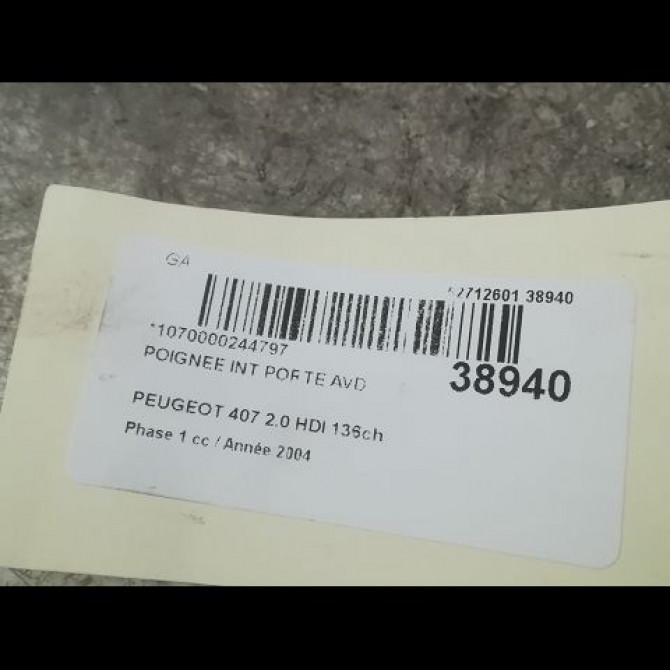 GA
38940
*1070000244797
POIGNEE INT PORTE AVD
38940
PEUGEOT 407 2.0 HDI 136ch
Phase 1 cc / Année 2004